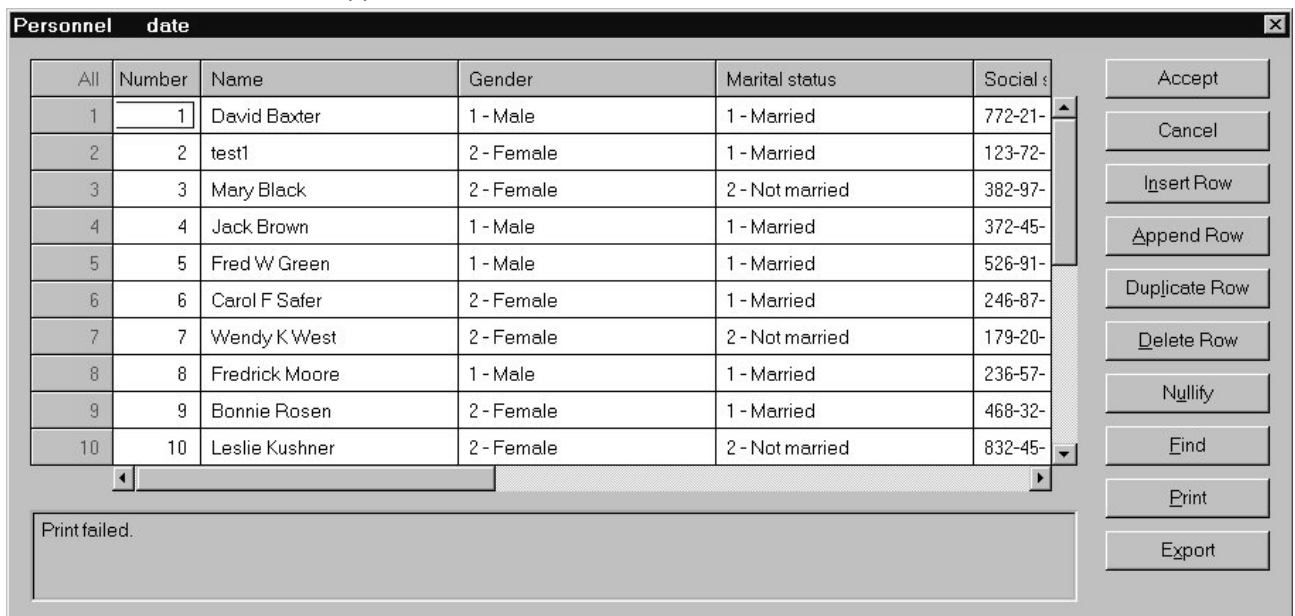 Personnel date
All Number Name Gender Marital status Social s
Accept
1 1 David Baxter 1 - Male 1 - Married 772-21-
Cancel
2 2 test1 2 - Female 1 - Married 123-72-
3 3 Mary Black 2 - Female 2 - Not married 382-97-
Insert Row
4 4 Jack Brown 1 - Male 1 - Married 372-45-
Append Row
5 5 Fred W Green 1 - Male 1 - Married 526-91-
Duplicate Row
6 6 Carol F Safer 2 - Female 1 - Married 246-87-
7 7 Wendy K West 2 - Female 2 - Not married 179-20-
Delete Row
8 8 Fredrick Moore 1 - Male 1 - Married 236-57-
Nullify
9 9 Bonnie Rosen 2 - Female 1 - Married 468-32-
10 10 Leslie Kushner 2 - Female 2 - Not married 832-45-
Find
Print
Print failed.
Export